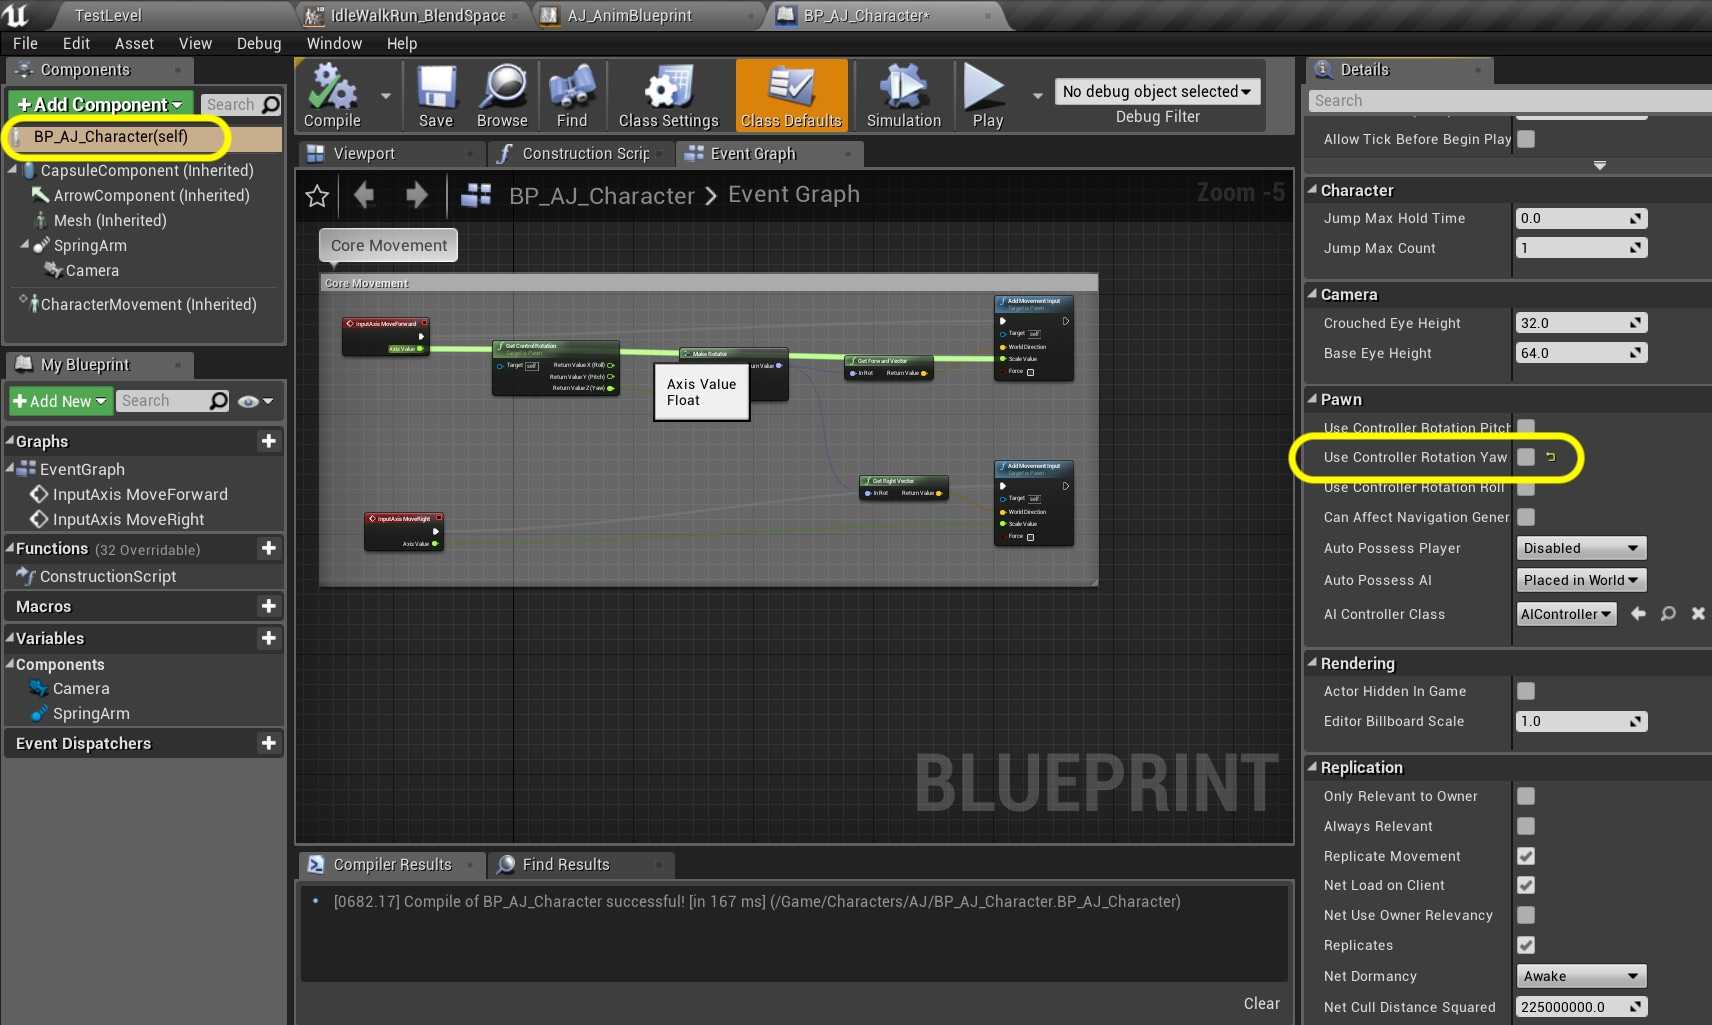 TestLevel
IdleWalkRun_BlendSpace
AJ_AnimBlueprint
BP_AJ_Character*
File Edit Asset View Debug Window Help
Components
+Add Component
Search
BP_AJ_Character(self)
CapsuleComponent (Inherited)
ArrowComponent (Inherited)
Mesh (Inherited)
SpringArm
Camera
CharacterMovement (Inherited)
My Blueprint
+Add New
Search
Graphs
EventGraph
InputAxis MoveForward
InputAxis MoveRight
Functions (32 Overridable)
ConstructionScript
Macros
Variables
Components
Camera
SpringArm
Event Dispatchers
Compile
Save
Browse
Find
Class Settings
Class Defaults
Simulation
Play
No debug object selected
Debug Filter
Viewport
Construction Scrip
Event Graph
BP_AJ_Character > Event Graph
Zoom -5
Core Movement
Core Movement
InputAxis MoveForward
Axis Value
Get Control Rotation
Target is Pawn
Target self
Return Value X (Roll)
Return Value Y (Pitch)
Return Value Z (Yaw)
Make Rotator
urn Value
Axis Value
Float
Get Forward Vector
In Rot Return Value
Add Movement Input
Target is Pawn
Target self
World Direction
Scale Value
Force
Get Right Vector
In Rot Return Value
Add Movement Input
Target is Pawn
Target self
World Direction
Scale Value
Force
InputAxis MoveRight
Axis Value
BLUEPRINT
Compiler Results
Find Results
[0682.17] Compile of BP_AJ_Character successful! [in 167 ms] (/Game/Characters/AJ/BP_AJ_Character.BP_AJ_Character)
Clear
Details
Search
Allow Tick Before Begin Play
Character
Jump Max Hold Time 0.0
Jump Max Count 1
Camera
Crouched Eye Height 32.0
Base Eye Height 64.0
Pawn
Use Controller Rotation Pitch
Use Controller Rotation Yaw
Use Controller Rotation Roll
Can Affect Navigation Gener
Auto Possess Player Disabled
Auto Possess AI Placed in World
AI Controller Class AIController
Rendering
Actor Hidden In Game
Editor Billboard Scale 1.0
Replication
Only Relevant to Owner
Always Relevant
Replicate Movement
Net Load on Client
Net Use Owner Relevancy
Replicates
Net Dormancy Awake
Net Cull Distance Squared 225000000.0